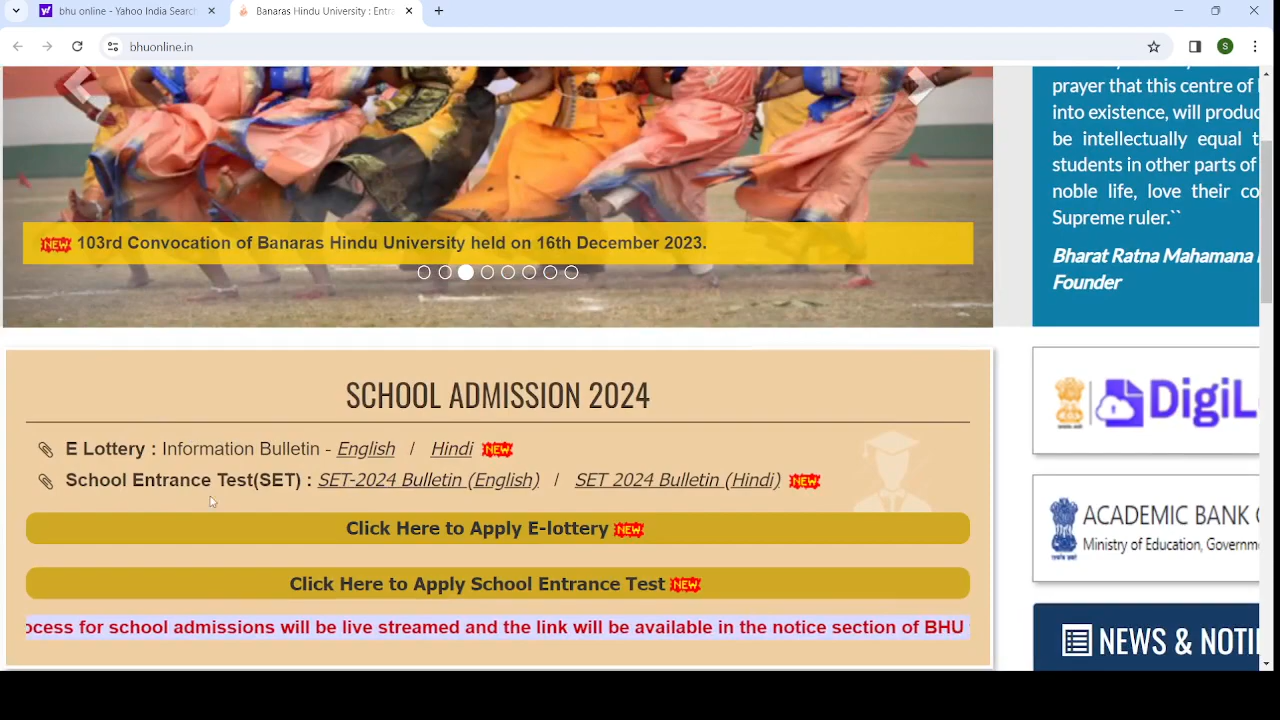 bhu online - Yahoo India Search
Banaras Hindu University : Entra
bhuonline.in
S
prayer that this centre of
into existence, will produc
be intellectually equal t
students in other parts of
noble life, love their co
Supreme ruler.``
Bharat Ratna Mahamana
Founder
NEW 103rd Convocation of Banaras Hindu University held on 16th December 2023.
SCHOOL ADMISSION 2024
E Lottery : Information Bulletin - English / Hindi NEW
School Entrance Test(SET) : SET-2024 Bulletin (English) / SET 2024 Bulletin (Hindi) NEW
Click Here to Apply E-lottery NEW
Click Here to Apply School Entrance Test NEW
ocess for school admissions will be live streamed and the link will be available in the notice section of BHU
DigiL
ACADEMIC BANK
Ministry of Education, Governm
NEWS & NOTI